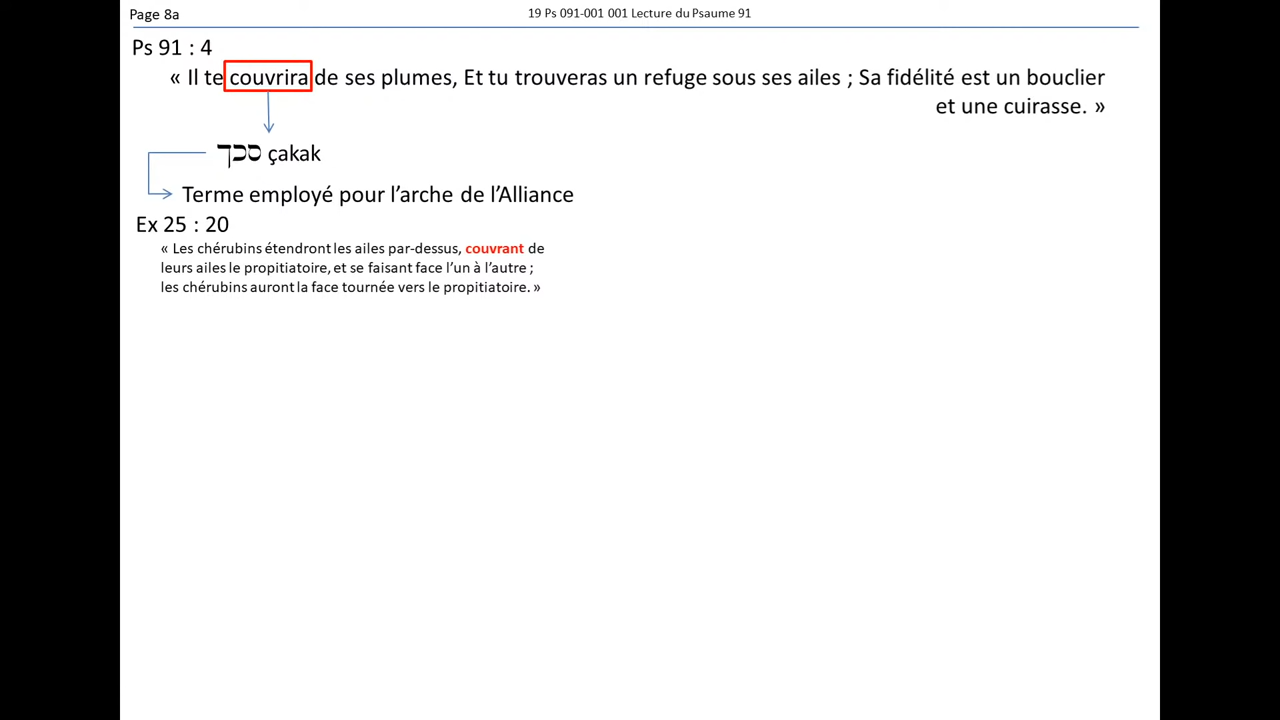 Page 8a
19 Ps 091-001 001 Lecture du Psaume 91
Ps 91 : 4
« Il te couvrira de ses plumes, Et tu trouveras un refuge sous ses ailes ; Sa fidélité est un bouclier
et une cuirasse. »
סכך çakak
Terme employé pour l’arche de l’Alliance
Ex 25 : 20
« Les chérubins étendront les ailes par-dessus, couvrant de
leurs ailes le propitiatoire, et se faisant face l’un à l’autre ;
les chérubins auront la face tournée vers le propitiatoire. »